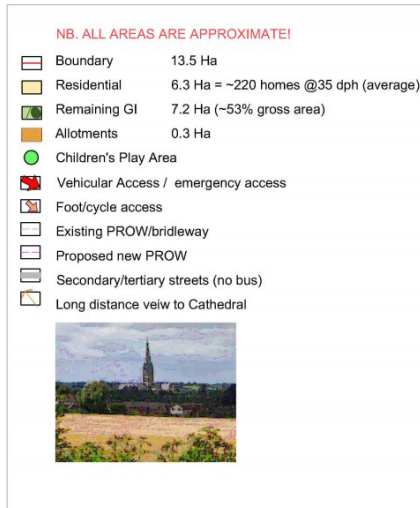 NB. ALL AREAS ARE APPROXIMATE!
Boundary 13.5 Ha
Residential 6.3 Ha = ~220 homes @35 dph (average)
Remaining GI 7.2 Ha (~53% gross area)
Allotments 0.3 Ha
Children's Play Area
Vehicular Access / emergency access
Foot/cycle access
Existing PROW/bridleway
Proposed new PROW
Secondary/tertiary streets (no bus)
Long distance veiw to Cathedral